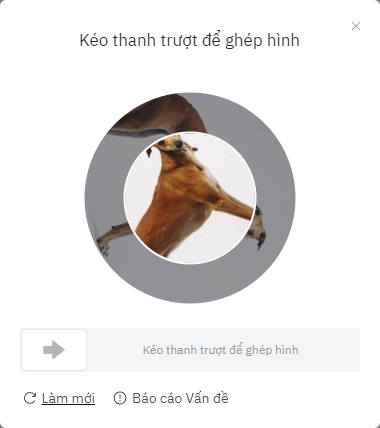 Kéo thanh trượt để ghép hình
Kéo thanh trượt để ghép hình
Làm mới
Báo cáo Vấn đề